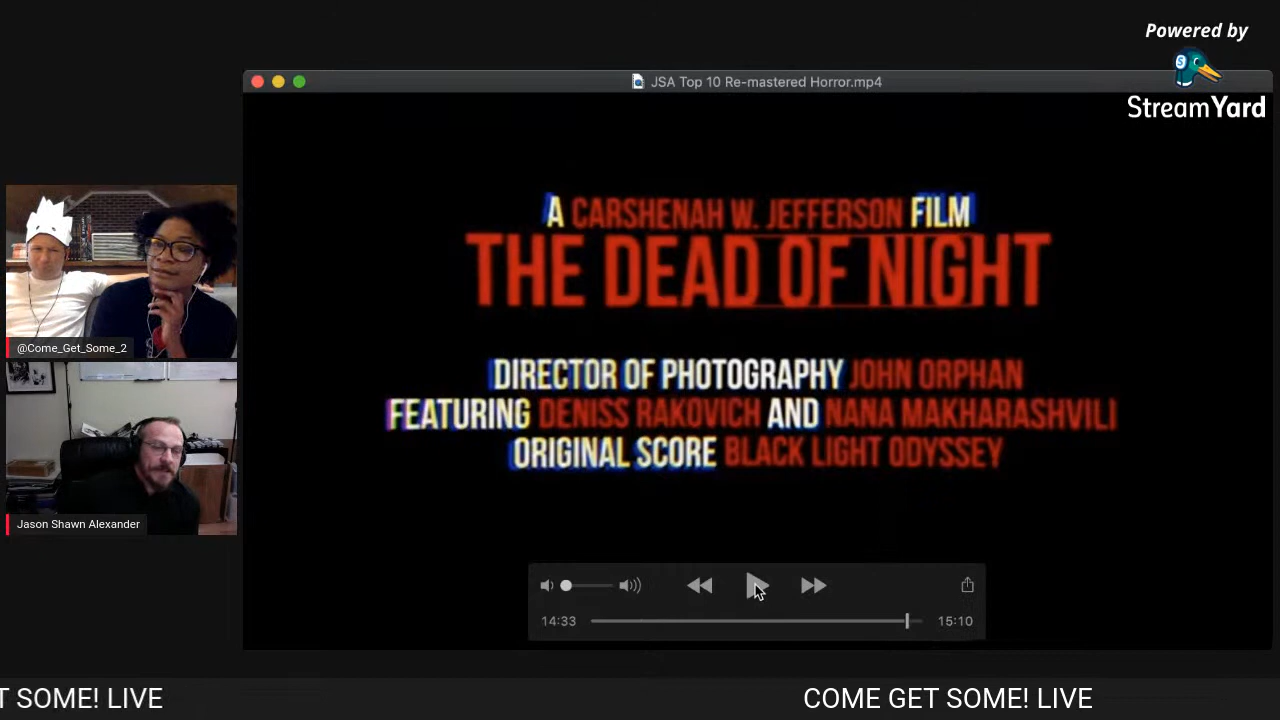 Powered by
StreamYard
JSA Top 10 Re-mastered Horror.mp4
A CARSHENAH W. JEFFERSON FILM
THE DEAD OF NIGHT
DIRECTOR OF PHOTOGRAPHY JOHN ORPHAN
FEATURING DENISS RAKOVICH AND NANA MAKHARASHVILI
ORIGINAL SCORE BLACK LIGHT ODYSSEY
@Come_Get_Some_2
Jason Shawn Alexander
14:33 15:10
T SOME! LIVE COME GET SOME! LIVE